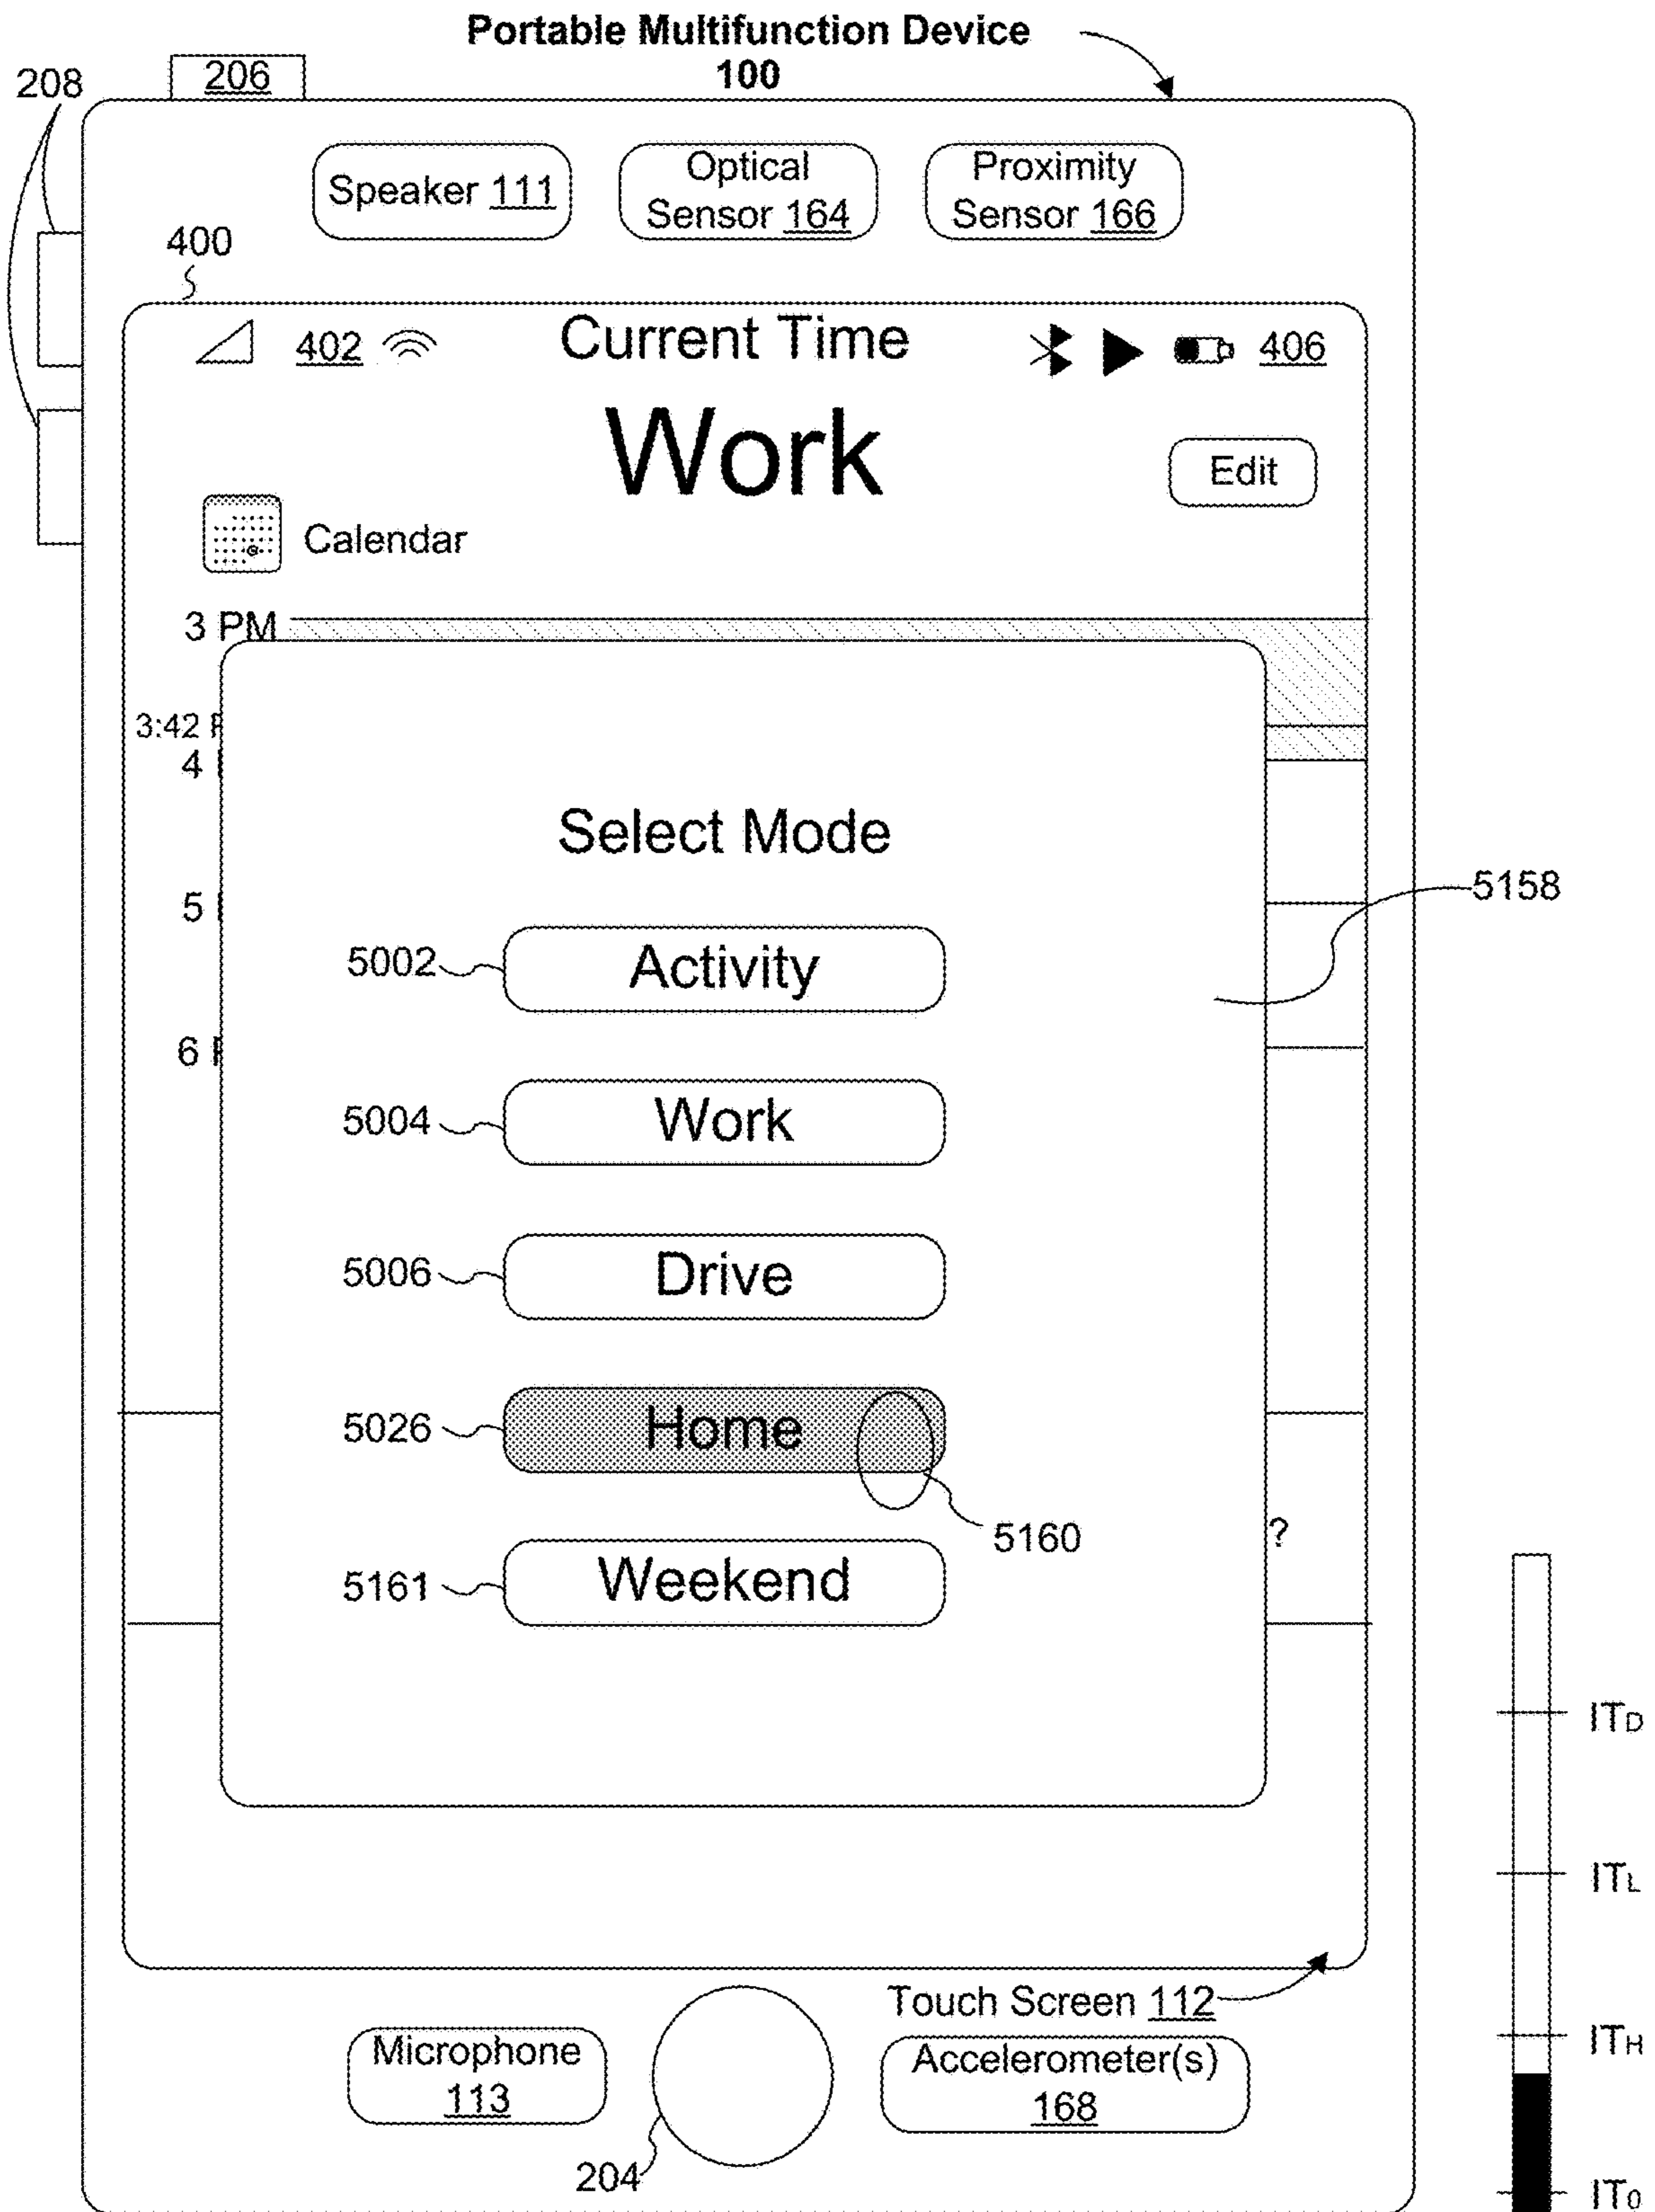 Portable Multifunction Device
100
208
206
Speaker 111
Optical
Sensor 164
Proximity
Sensor 166
400
402
Current Time
406
Work
Edit
Calendar
3 PM
3:42 P
4
Select Mode
5158
5
5002
Activity
6 P
5004
Work
5006
Drive
5026
Home
5160
?
5161
Weekend
ITD
ITL
Touch Screen 112
ITH
Microphone
113
Accelerometer(s)
168
204
IT0